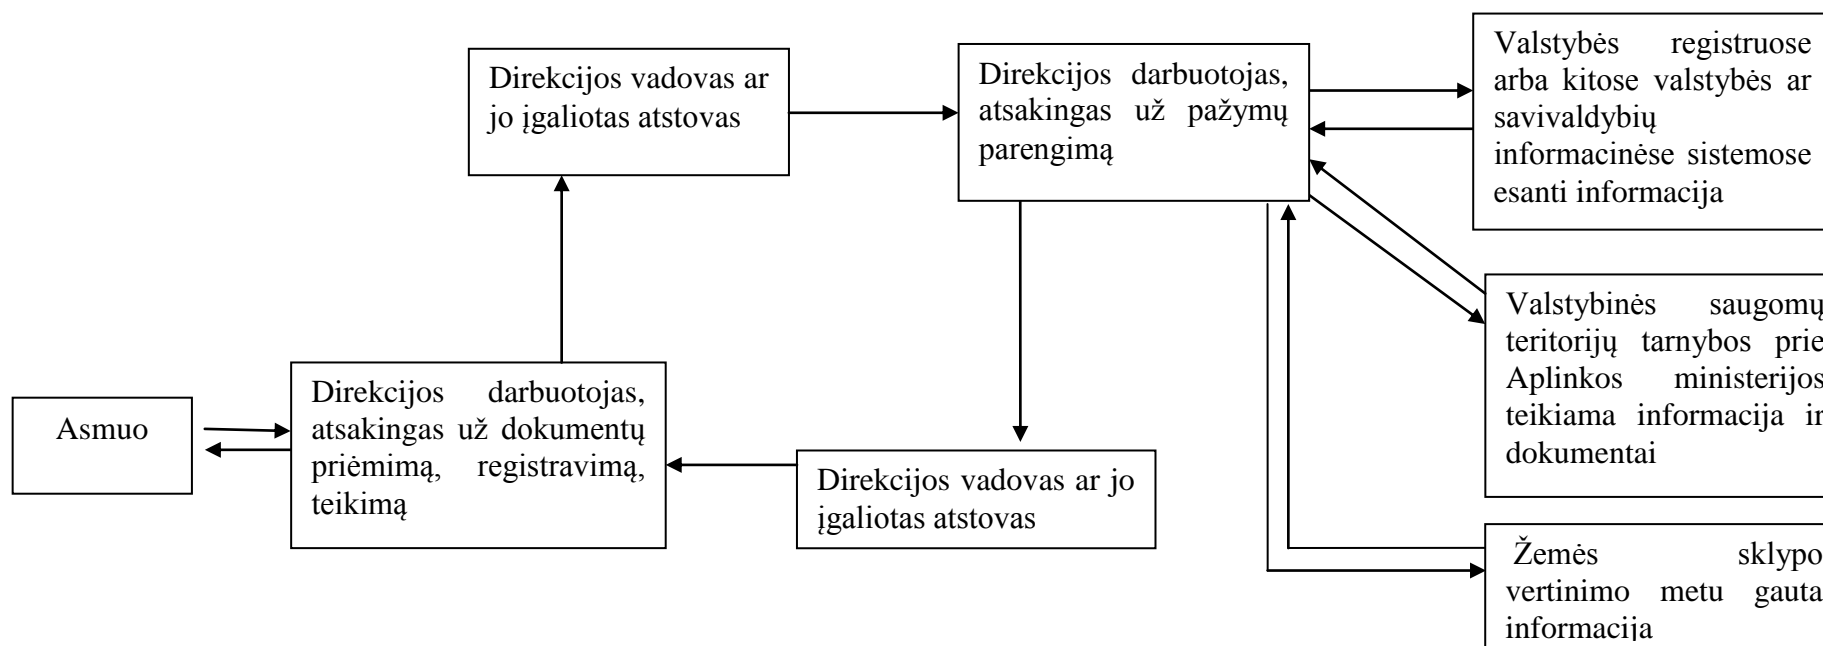 Direkcijos vadovas ar
jo įgaliotas atstovas
Direkcijos darbuotojas,
atsakingas už pažymų
parengimą
Valstybės registruose
arba kitose valstybės ar
savivaldybių
informacinėse sistemose
esanti informacija
Valstybinės saugomų
teritorijų tarnybos prie
Aplinkos ministerijos
teikiama informacija ir
dokumentai
Asmuo
Direkcijos darbuotojas,
atsakingas už dokumentų
priėmimą, registravimą,
teikimą
Direkcijos vadovas ar jo
įgaliotas atstovas
Žemės sklypo
vertinimo metu gauta
informacija